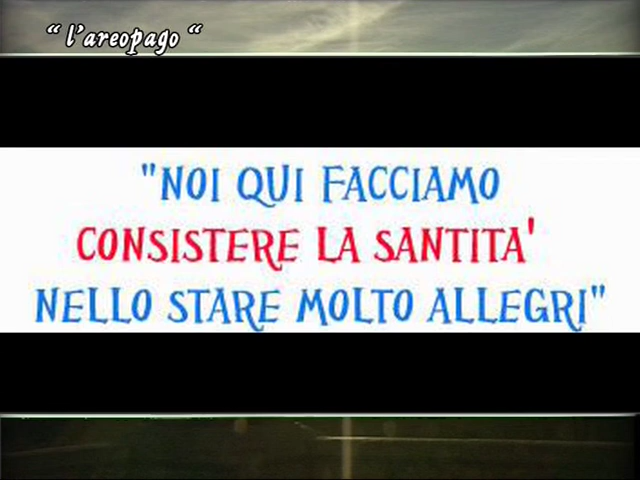 “ l'areopago “
"NOI QUI FACCIAMO
CONSISTERE LA SANTITA'
NELLO STARE MOLTO ALLEGRI"